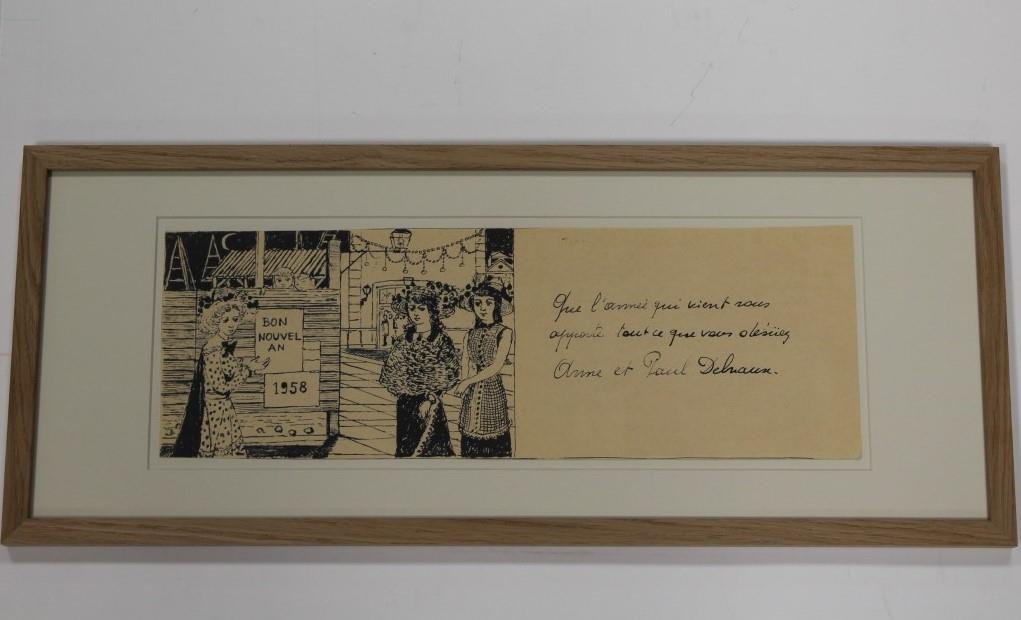 BON
NOUVEL
AN
1958
Que l'année qui vient vous
apporte tout ce que vous désirez
Anne et Paul Delvaux.